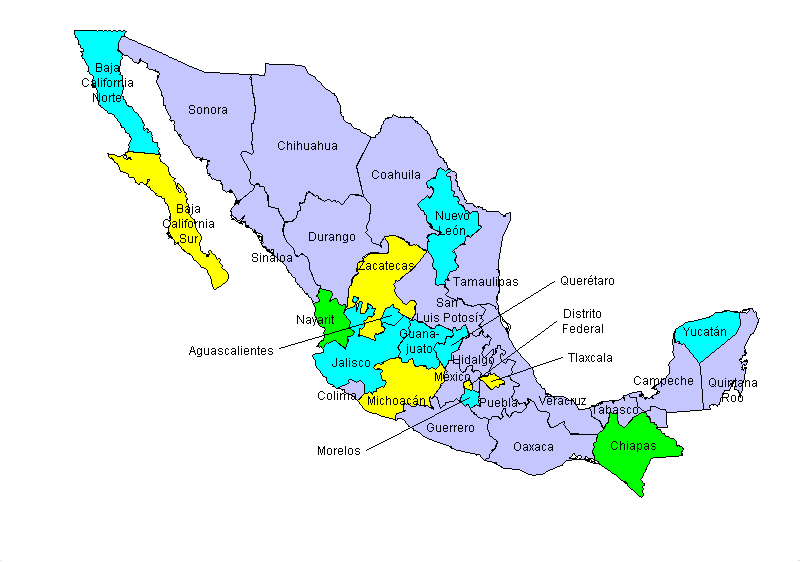 Baja
California
Norte
Sonora
Chihuahua
Coahuila
Baja
California
Sur
Nuevo
León
Durango
Sinaloa
Zacatecas
Tamaulipas
Querétaro
San
Luis Potosí
Nayarit
Distrito
Federal
Guana-
juato
Yucatán
Aguascalientes
Jalisco
Hidalgo
Tlaxcala
México
Campeche
Quintana
Roo
Colima
Michoacán
Puebla
Veracruz
Tabasco
Guerrero
Morelos
Oaxaca
Chiapas